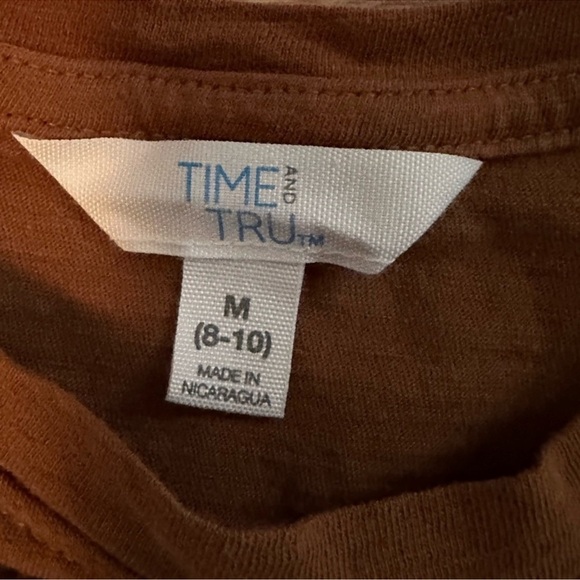 TIME AND
TRU™
M
(8-10)
MADE IN
NICARAGUA